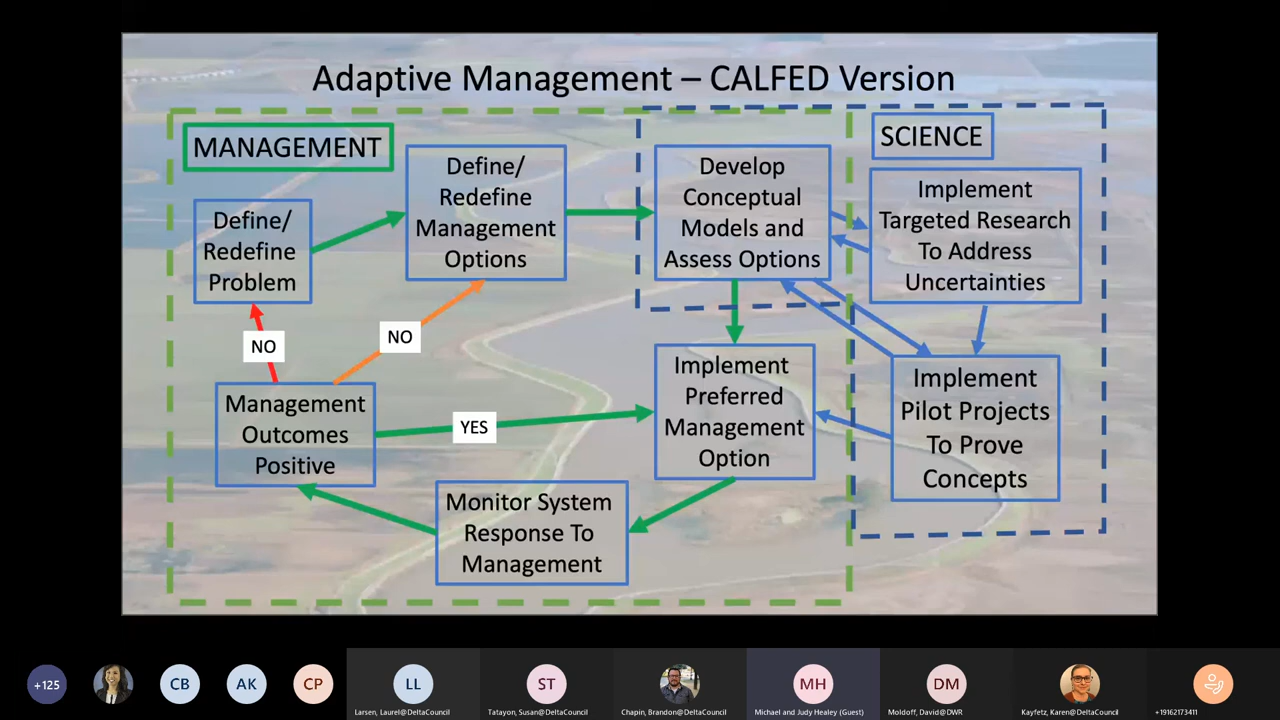 Adaptive Management – CALFED Version
MANAGEMENT
SCIENCE
Define/
Redefine
Problem
Define/
Redefine
Management
Options
Develop
Conceptual
Models and
Assess Options
Implement
Targeted Research
To Address
Uncertainties
NO
NO
Management
Outcomes
Positive
YES
Implement
Preferred
Management
Option
Implement
Pilot Projects
To Prove
Concepts
Monitor System
Response To
Management
+125
CB
AK
CP
LL
Larsen, Laurel@DeltaCouncil
ST
Tatayon, Susan@DeltaCouncil
Chapin, Brandon@DeltaCouncil
MH
Michael and Judy Healey (Guest)
DM
Moldoff, David@DWR
Kayfetz, Karen@DeltaCouncil
+19162173411